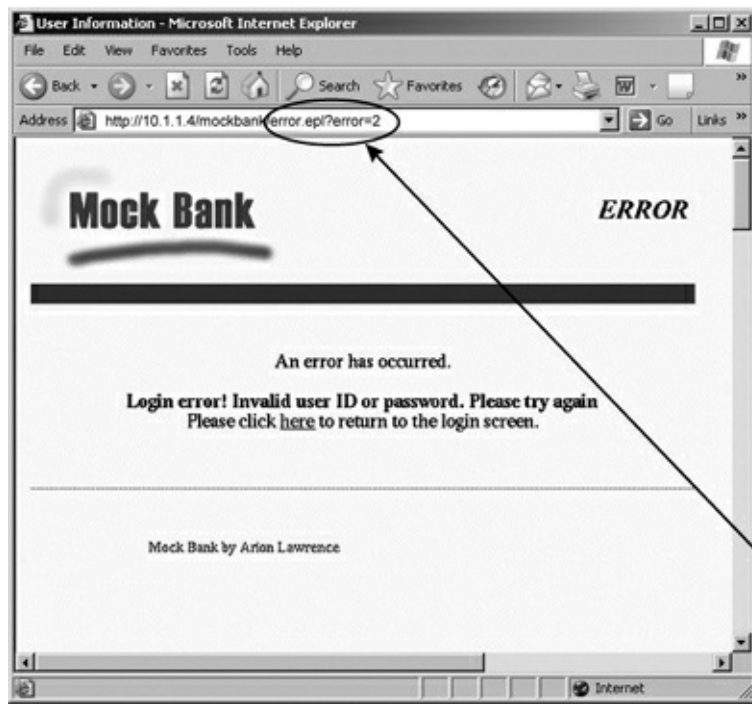 User Information - Microsoft Internet Explorer
File Edit View Favorites Tools Help
Back Search Favorites »
Address http://10.1.1.4/mockbank/error.epl?error=2 Go Links »
Mock Bank
ERROR
An error has occurred.
Login error! Invalid user ID or password. Please try again
Please click here to return to the login screen.
Mock Bank by Arion Lawrence
Internet